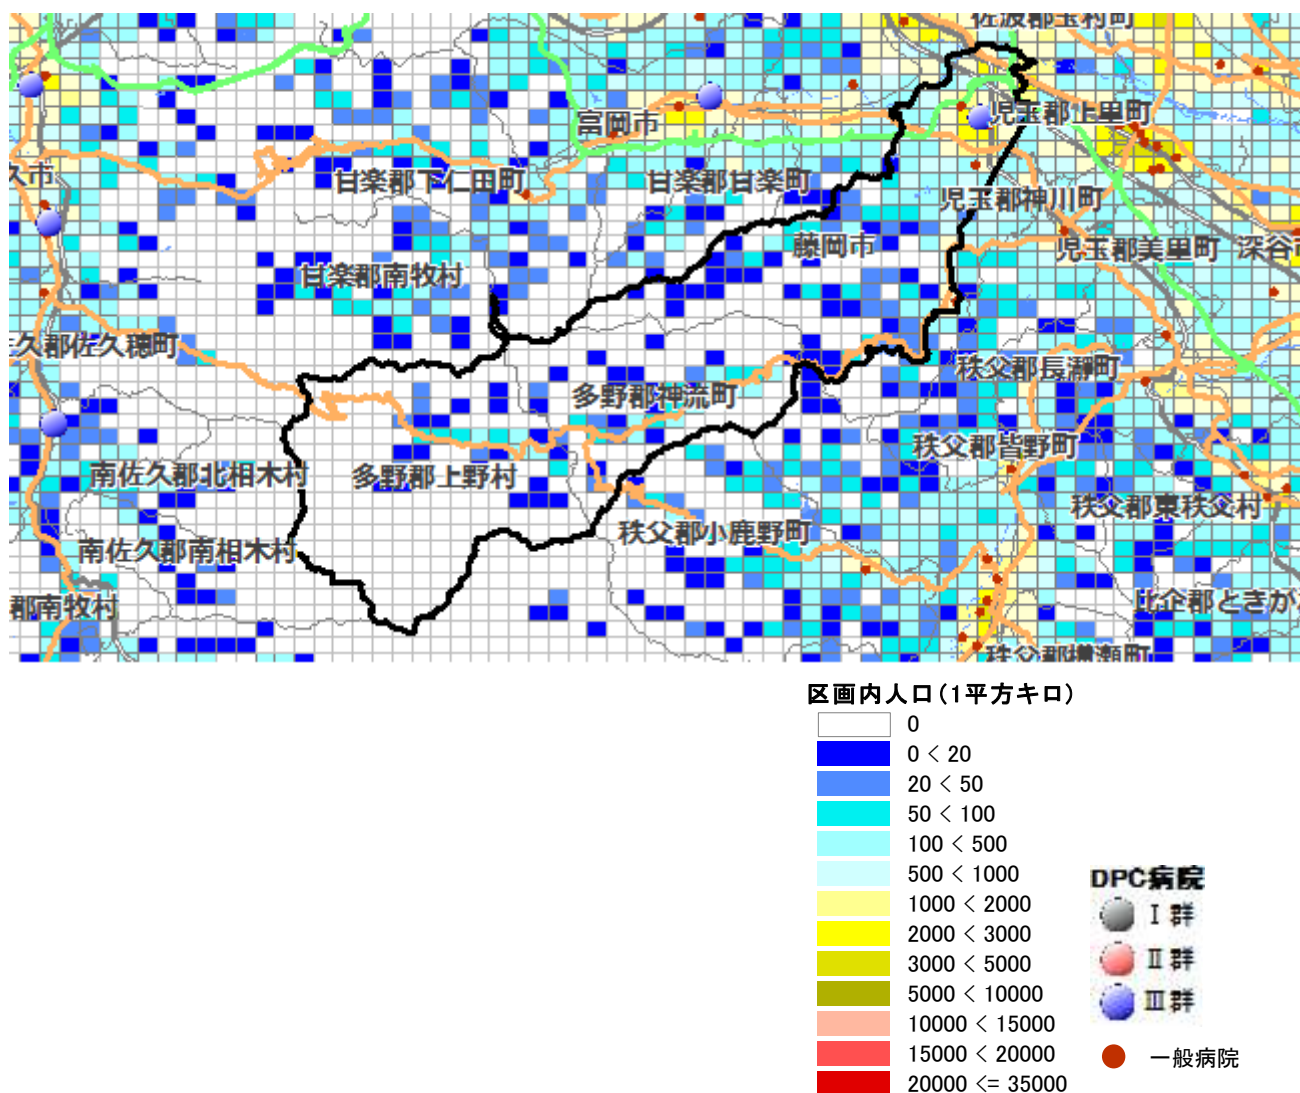 佐波郡玉村町
富岡市
児玉郡上里町
久市
甘楽郡下仁田町
甘楽郡甘楽町
児玉郡神川町
藤岡市
児玉郡美里町
深谷市
甘楽郡南牧村
久郡佐久穂町
秩父郡長瀞町
多野郡神流町
秩父郡皆野町
南佐久郡北相木村
多野郡上野村
秩父郡東秩父村
秩父郡小鹿野町
南佐久郡南相木村
郡南牧村
比企郡ときが
秩父郡横瀬町
区画内人口(1平方キロ)
0
0 < 20
20 < 50
50 < 100
100 < 500
500 < 1000
1000 < 2000
2000 < 3000
3000 < 5000
5000 < 10000
10000 < 15000
15000 < 20000
20000 <= 35000
DPC病院
Ⅰ群
Ⅱ群
Ⅲ群
一般病院